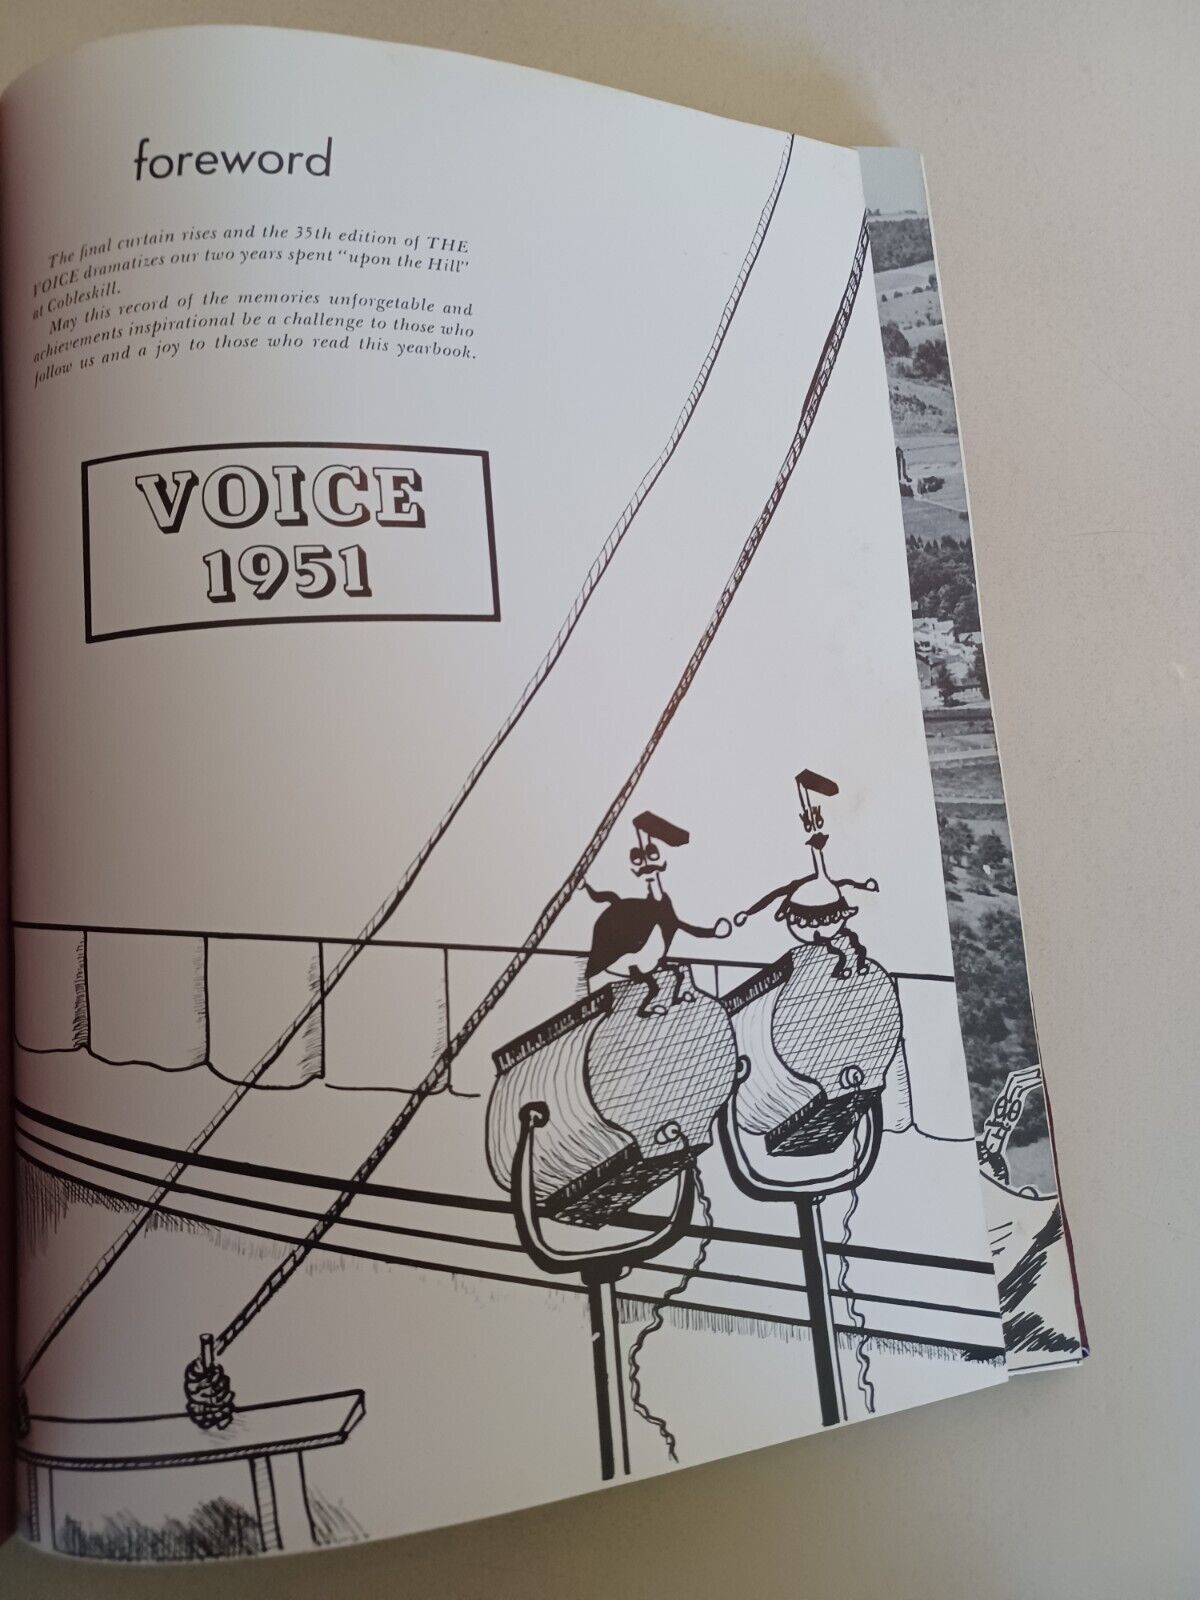 foreword
The final curtain rises and the 35th edition of THE
VOICE dramatizes our two years spent "upon the Hill"
at Cobleskill.
May this record of the memories unforgetable and
achievements inspirational be a challenge to those who
follow us and a joy to those who read this yearbook.
VOICE
1951